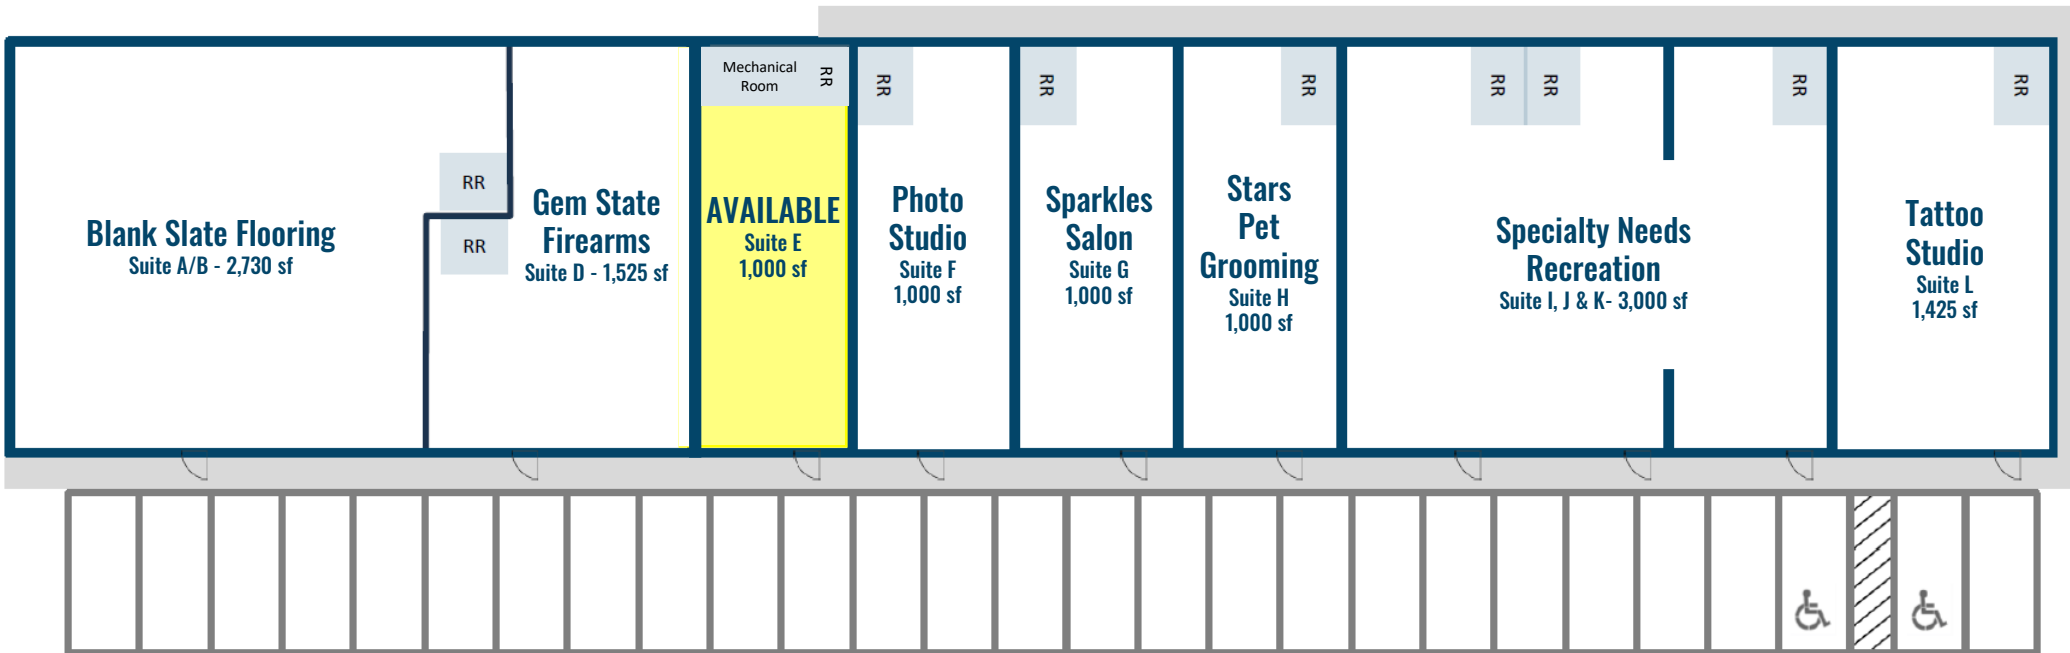 Blank Slate Flooring
Suite A/B - 2,730 sf
RR
RR
Gem State
Firearms
Suite D - 1,525 sf
Mechanical
Room
RR
AVAILABLE
Suite E
1,000 sf
RR
Photo
Studio
Suite F
1,000 sf
RR
Sparkles
Salon
Suite G
1,000 sf
RR
Stars
Pet
Grooming
Suite H
1,000 sf
RR
RR
RR
Specialty Needs
Recreation
Suite I, J & K- 3,000 sf
RR
Tattoo
Studio
Suite L
1,425 sf